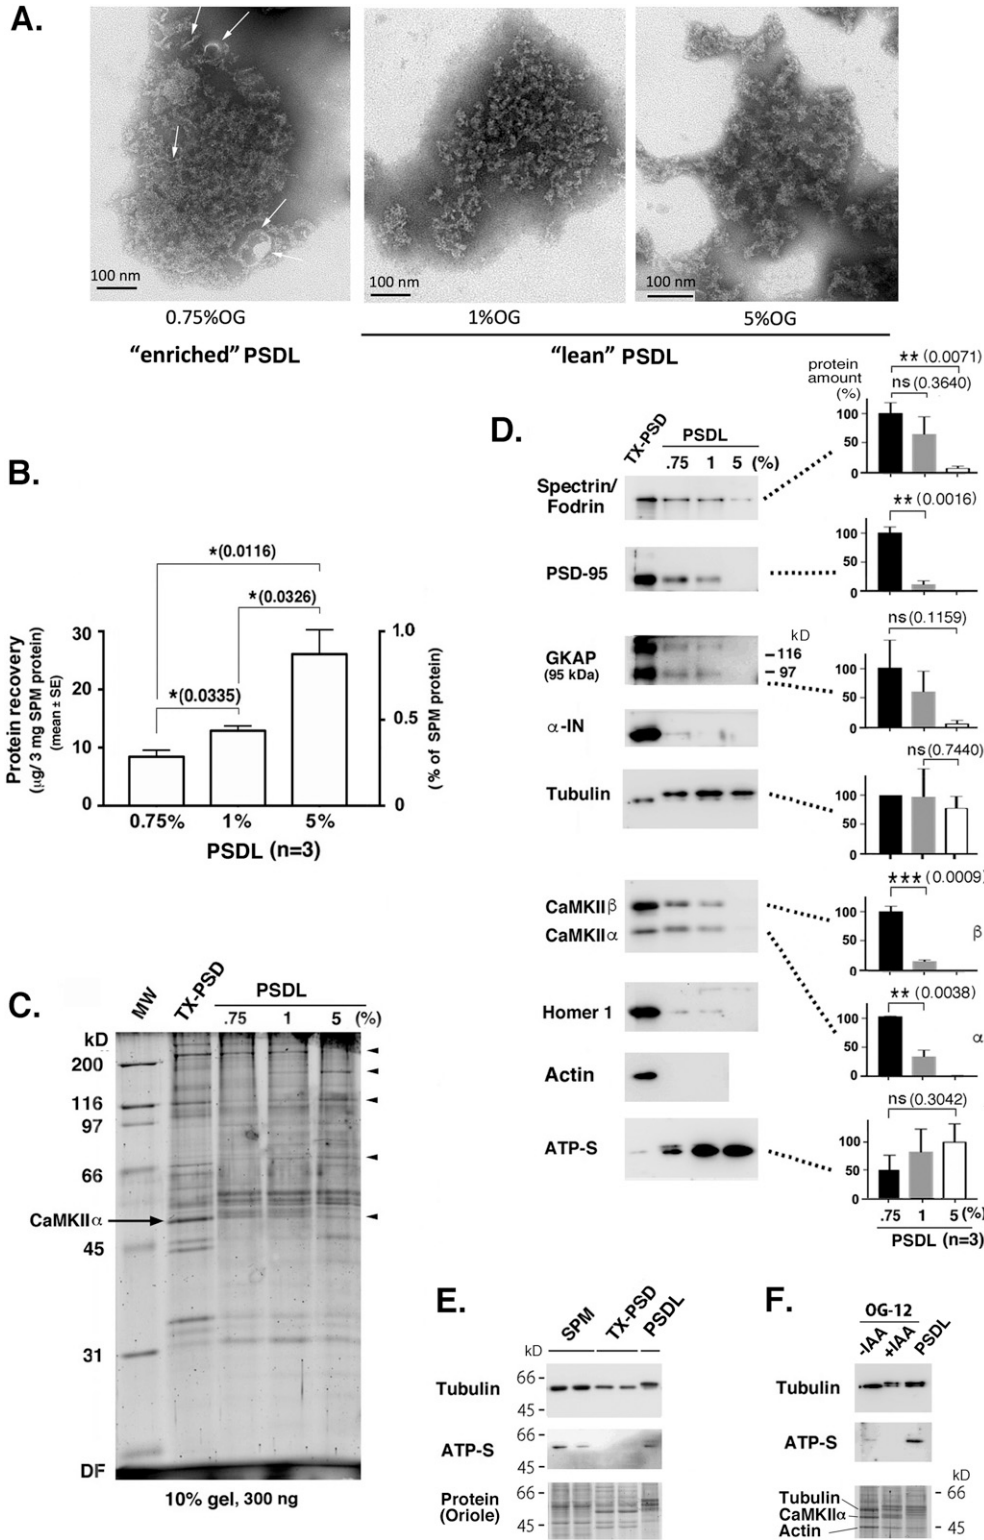 A.
100 nm
100 nm
100 nm
0.75%OG
1%OG
5%OG
"enriched" PSDL
"lean" PSDL
B.
*(0.0116)
*(0.0326)
*(0.0335)
Protein recovery
(µg/ 3 mg SPM protein)
(mean ± SE)
30
20
10
0
1.0
0.5
0
(% of SPM protein)
0.75%
1%
5%
PSDL (n=3)
C.
MW
TX-PSD
PSDL
.75
1
5
(%)
kD
200
116
97
66
CaMKII α
45
31
DF
10% gel, 300 ng
D.
TX-PSD
PSDL
.75
1
5
(%)
Spectrin/
Fodrin
PSD-95
GKAP
(95 kDa)
kD
116
97
α-IN
Tubulin
CaMKII β
CaMKII α
Homer 1
Actin
ATP-S
protein
amount
(%)
** (0.0071)
ns (0.3640)
100
50
0
** (0.0016)
100
50
0
ns (0.1159)
100
50
0
ns (0.7440)
100
50
0
*** (0.0009)
100
50
0
β
** (0.0038)
100
50
0
α
ns (0.3042)
100
50
0
.75
1
5
(%)
PSDL (n=3)
E.
SPM
TX-PSD
PSDL
kD
Tubulin
66
45
ATP-S
66
45
Protein
(Oriole)
66
45
F.
OG-12
-IAA
+IAA
PSDL
Tubulin
ATP-S
kD
Tubulin
CaMKIIα
Actin
66
45